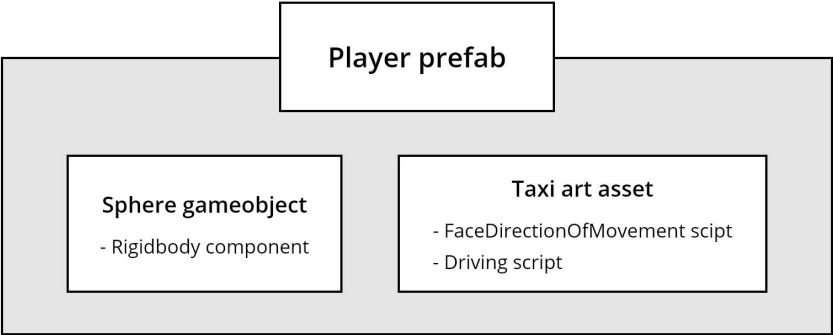 Player prefab
Sphere gameobject
- Rigidbody component
Taxi art asset
- FaceDirectionOfMovement scipt
- Driving script